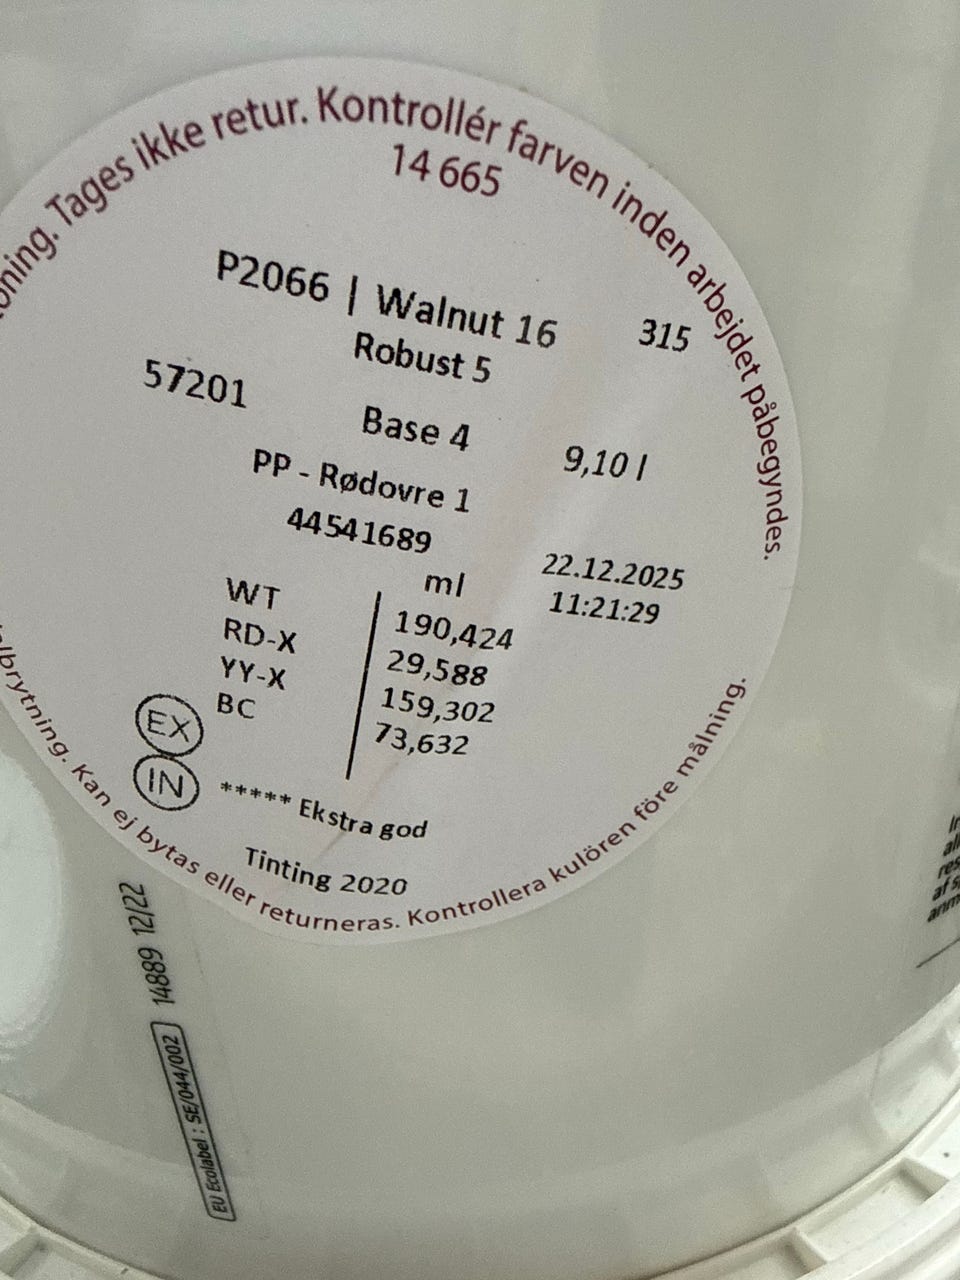 Tages ikke retur. Kontrollér farven inden arbejdet påbegyndes.
14 665
P2066 | Walnut 16 315
Robust 5
57201 Base 4 9,10 l
PP - Rødovre 1
44541689 22.12.2025
ml 11:21:29
WT 190,424
RD-X 29,588
YY-X 159,302
BC 73,632
EX
IN
***** Ekstra god
Tinting 2020
Kan ej bytas eller returneras. Kontrollera kulören före målning.
14889 12/22
EU Ecolabel : SE/044/002